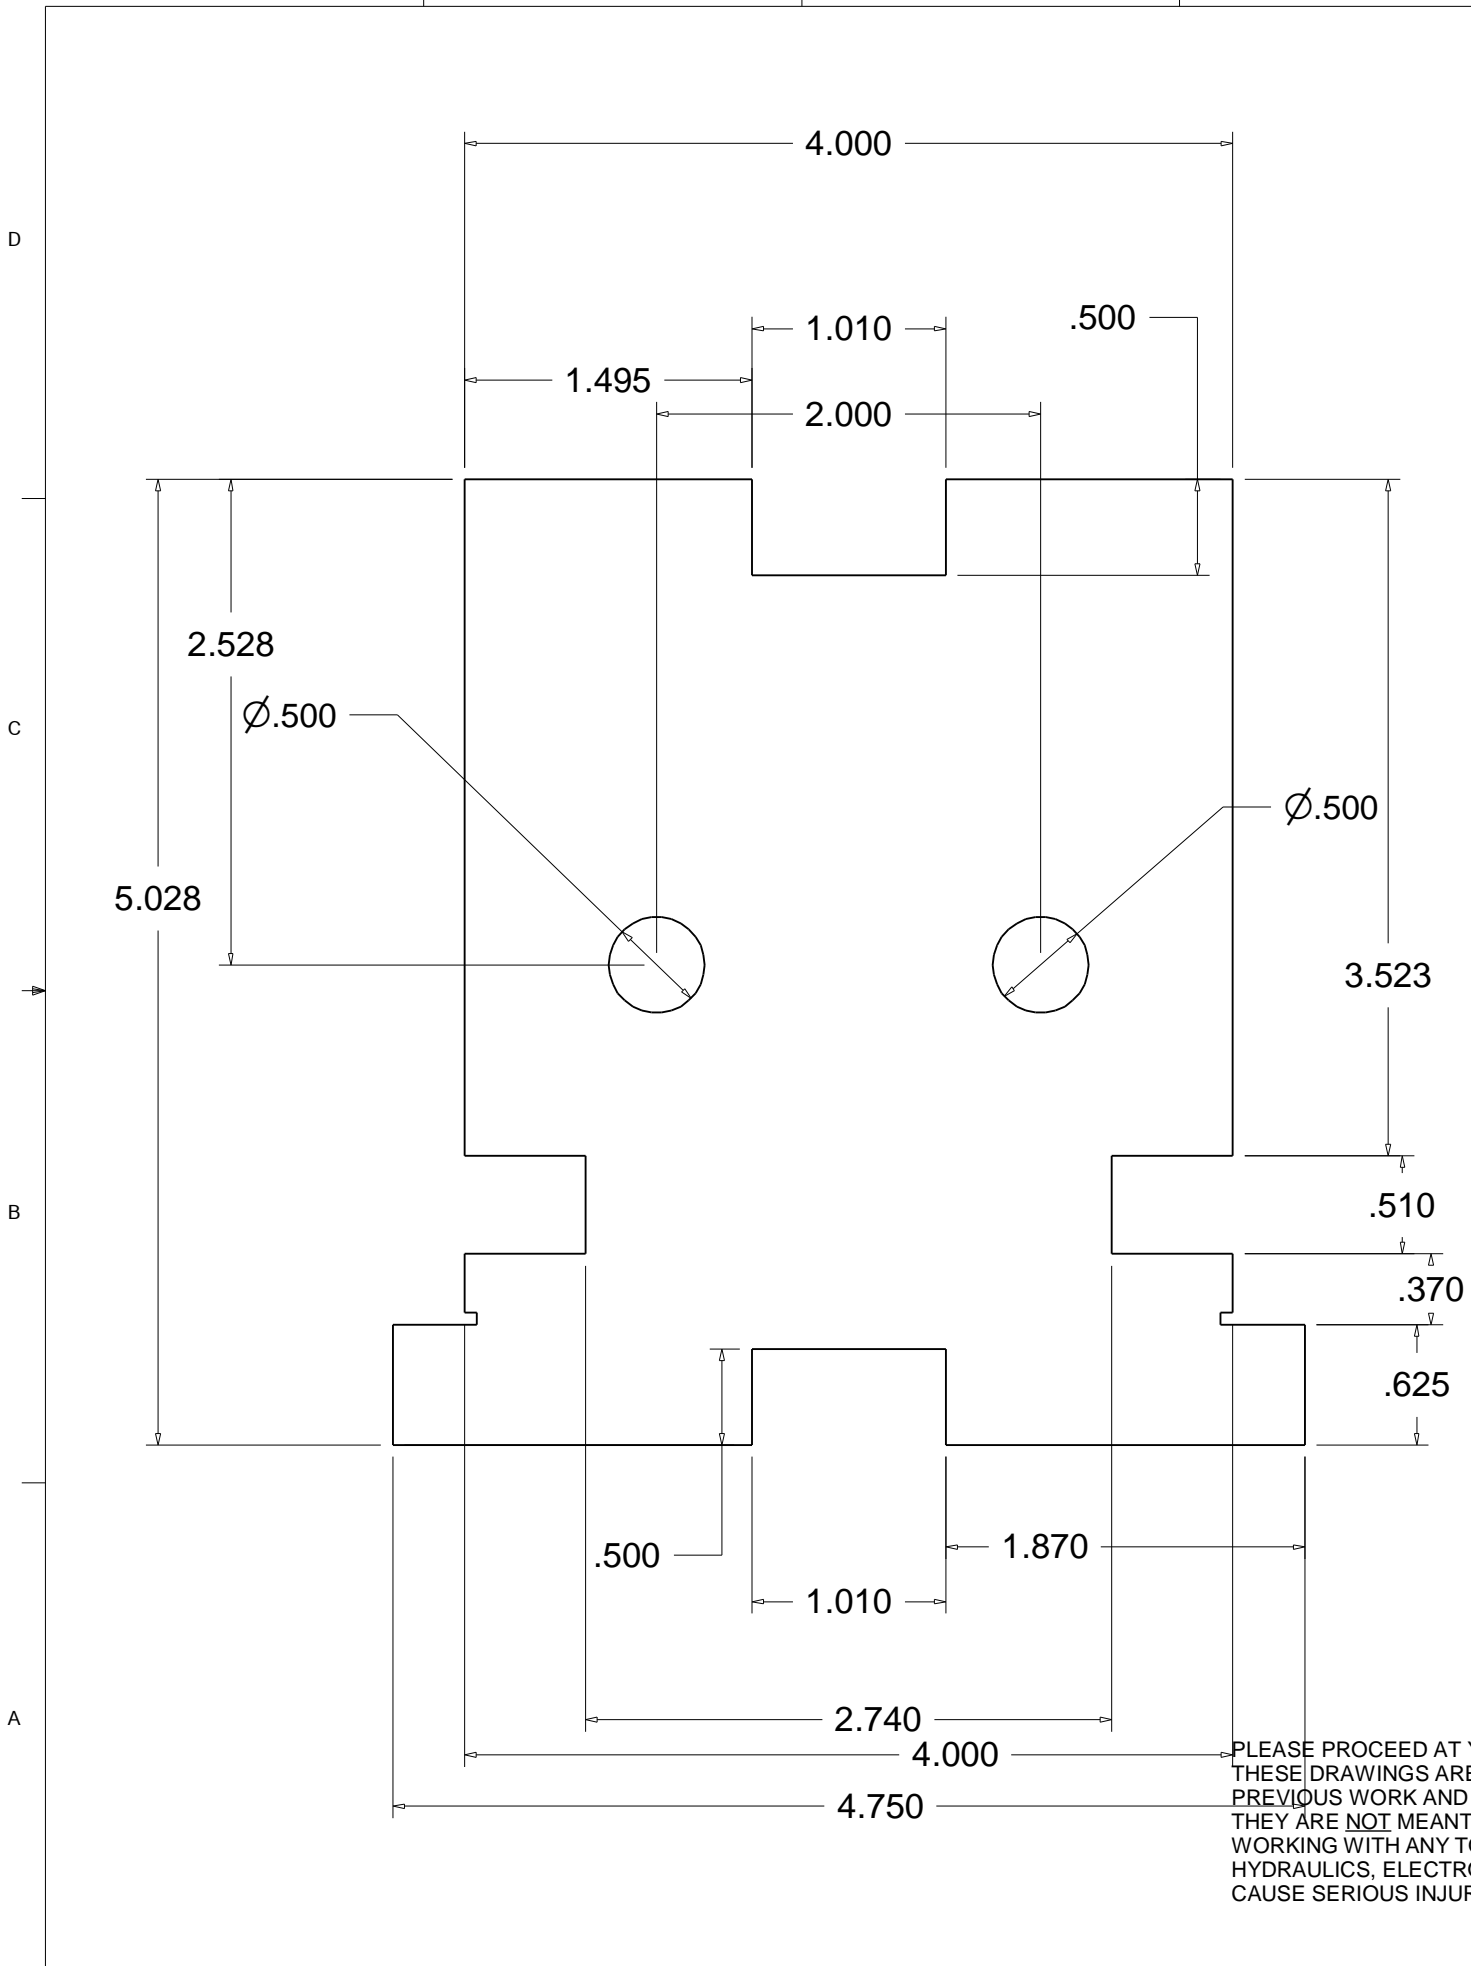 4.000
D
1.010
.500
1.495
2.000
2.528
Ø.500
C
Ø.500
5.028
3.523
B
.510
.370
.625
1.870
.500
1.010
A
2.740
4.000
4.750
PLEASE PROCEED AT
THESE DRAWINGS ARE
PREVIOUS WORK AND
THEY ARE NOT MEANT
WORKING WITH ANY
HYDRAULICS,
CAUSE SERIOUS